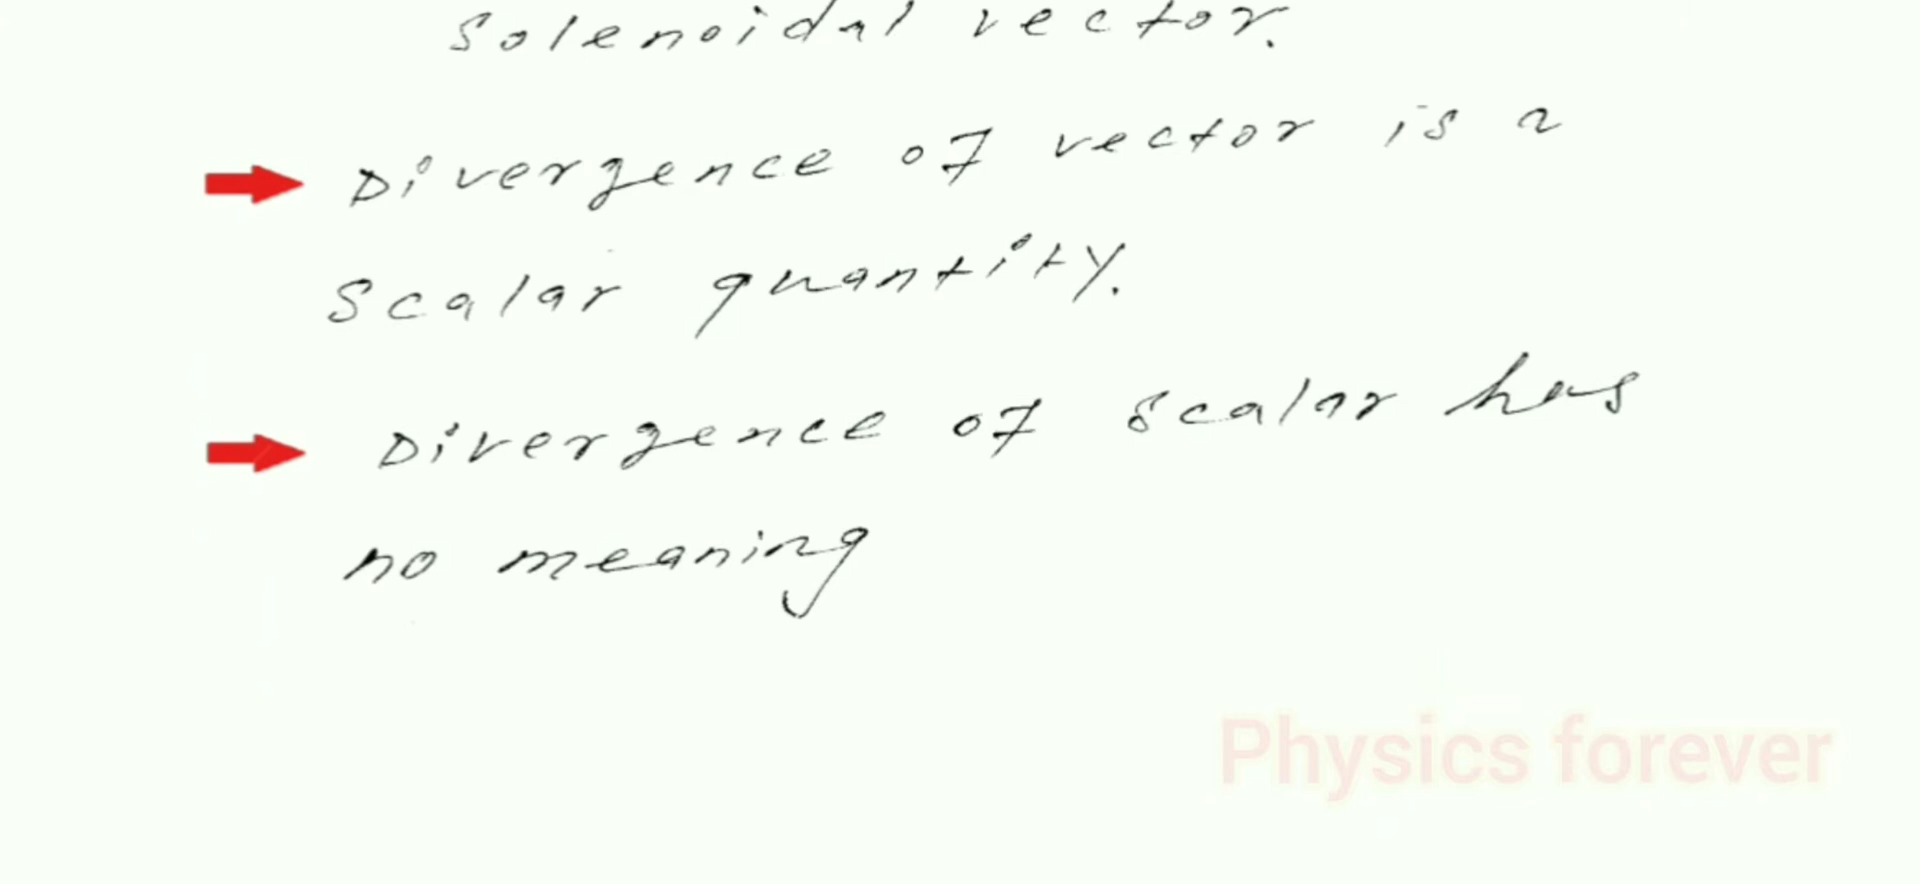 Solenoidal vector.
Divergence of vector is a
Scalar quantity.
Divergence of scalar has
no meaning
Physics forever